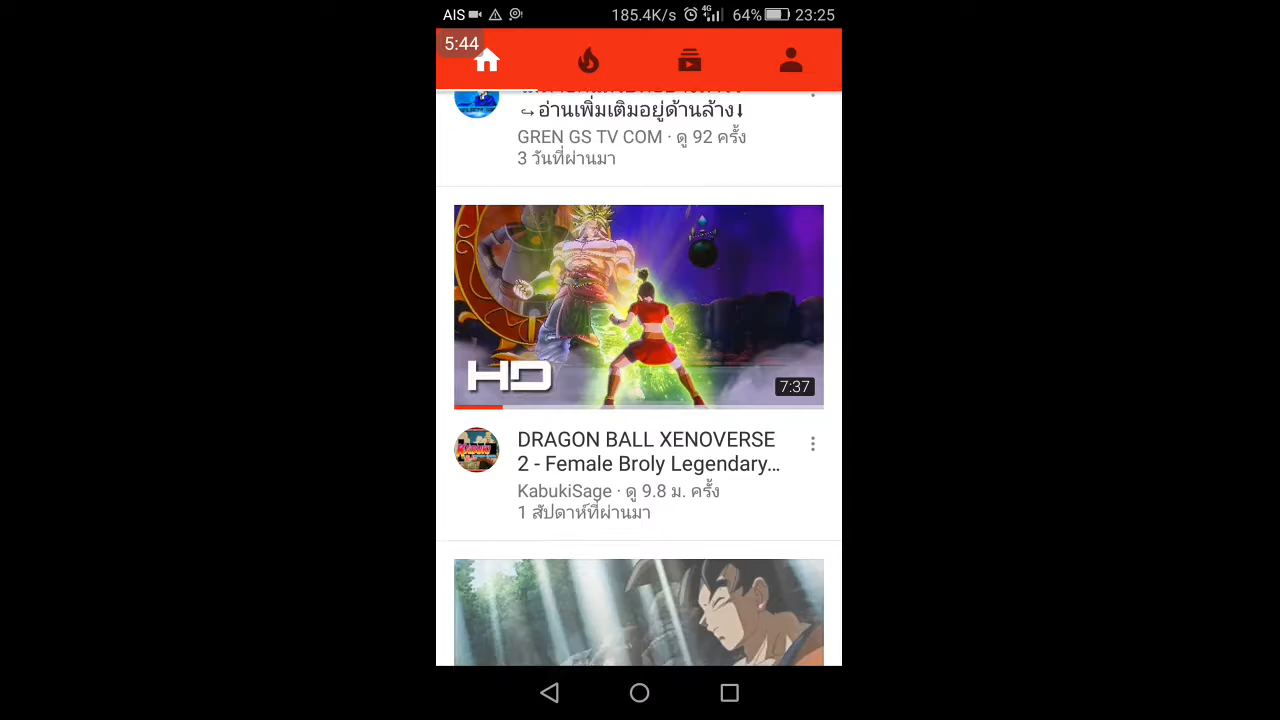 AIS 185.4K/s 4G 64% 23:25
5:44
↪อ่านเพิ่มเติมอยู่ด้านล่าง⬇
GREN GS TV COM · ดู 92 ครั้ง
3 วันที่ผ่านมา
HD
7:37
DRAGON BALL XENOVERSE
2 - Female Broly Legendary...
KabukiSage · ดู 9.8 ม. ครั้ง
1 สัปดาห์ที่ผ่านมา